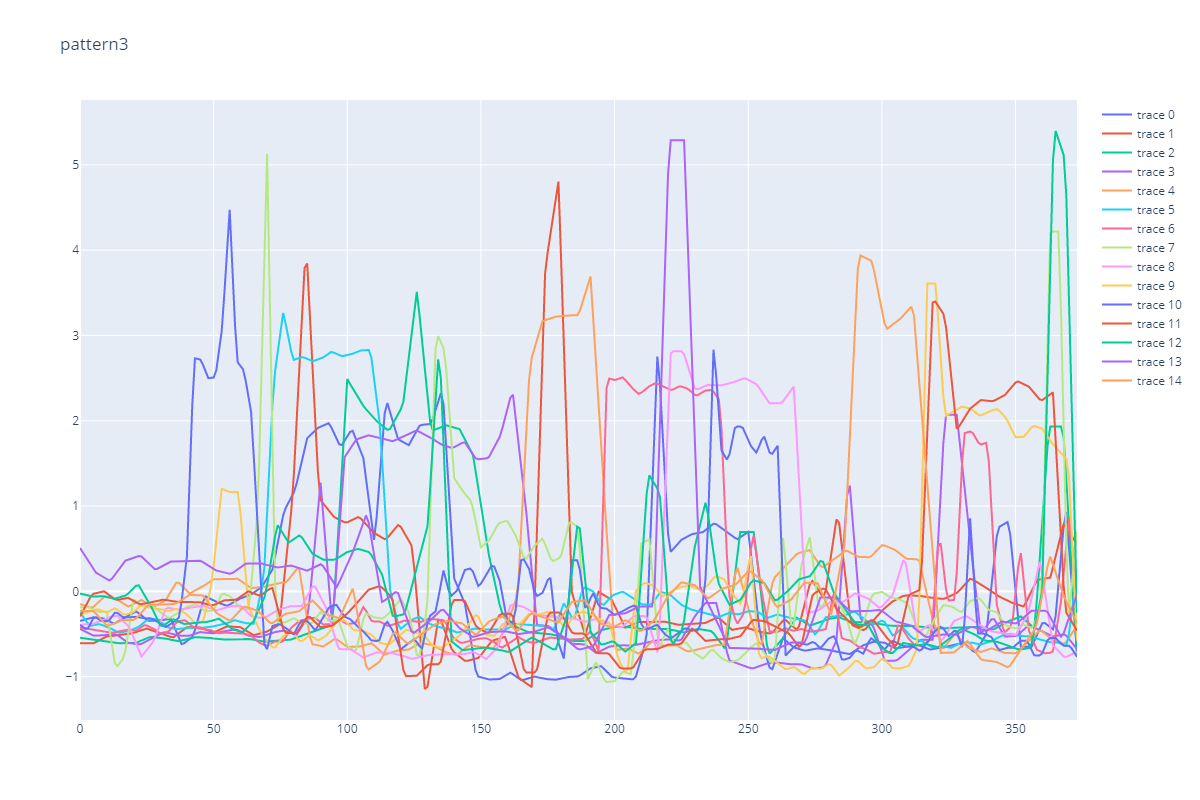 pattern3
5
4
3
2
1
0
−1
0 50 100 150 200 250 300 350
trace 0
trace 1
trace 2
trace 3
trace 4
trace 5
trace 6
trace 7
trace 8
trace 9
trace 10
trace 11
trace 12
trace 13
trace 14